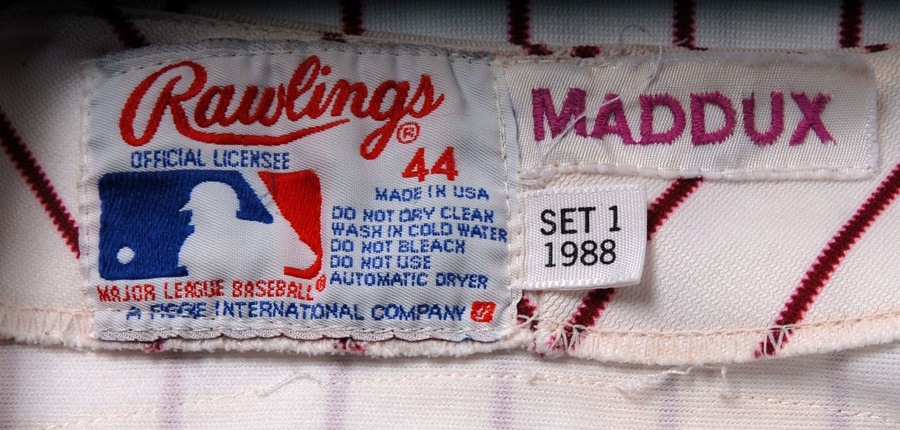 Rawlings®
OFFICIAL LICENSEE
44
MADE IN USA
DO NOT DRY CLEAN
WASH IN COLD WATER
DO NOT BLEACH
DO NOT USE
AUTOMATIC DRYER
MAJOR LEAGUE BASEBALL®
A FIGGIE INTERNATIONAL COMPANY
MADDUX
SET 1
1988